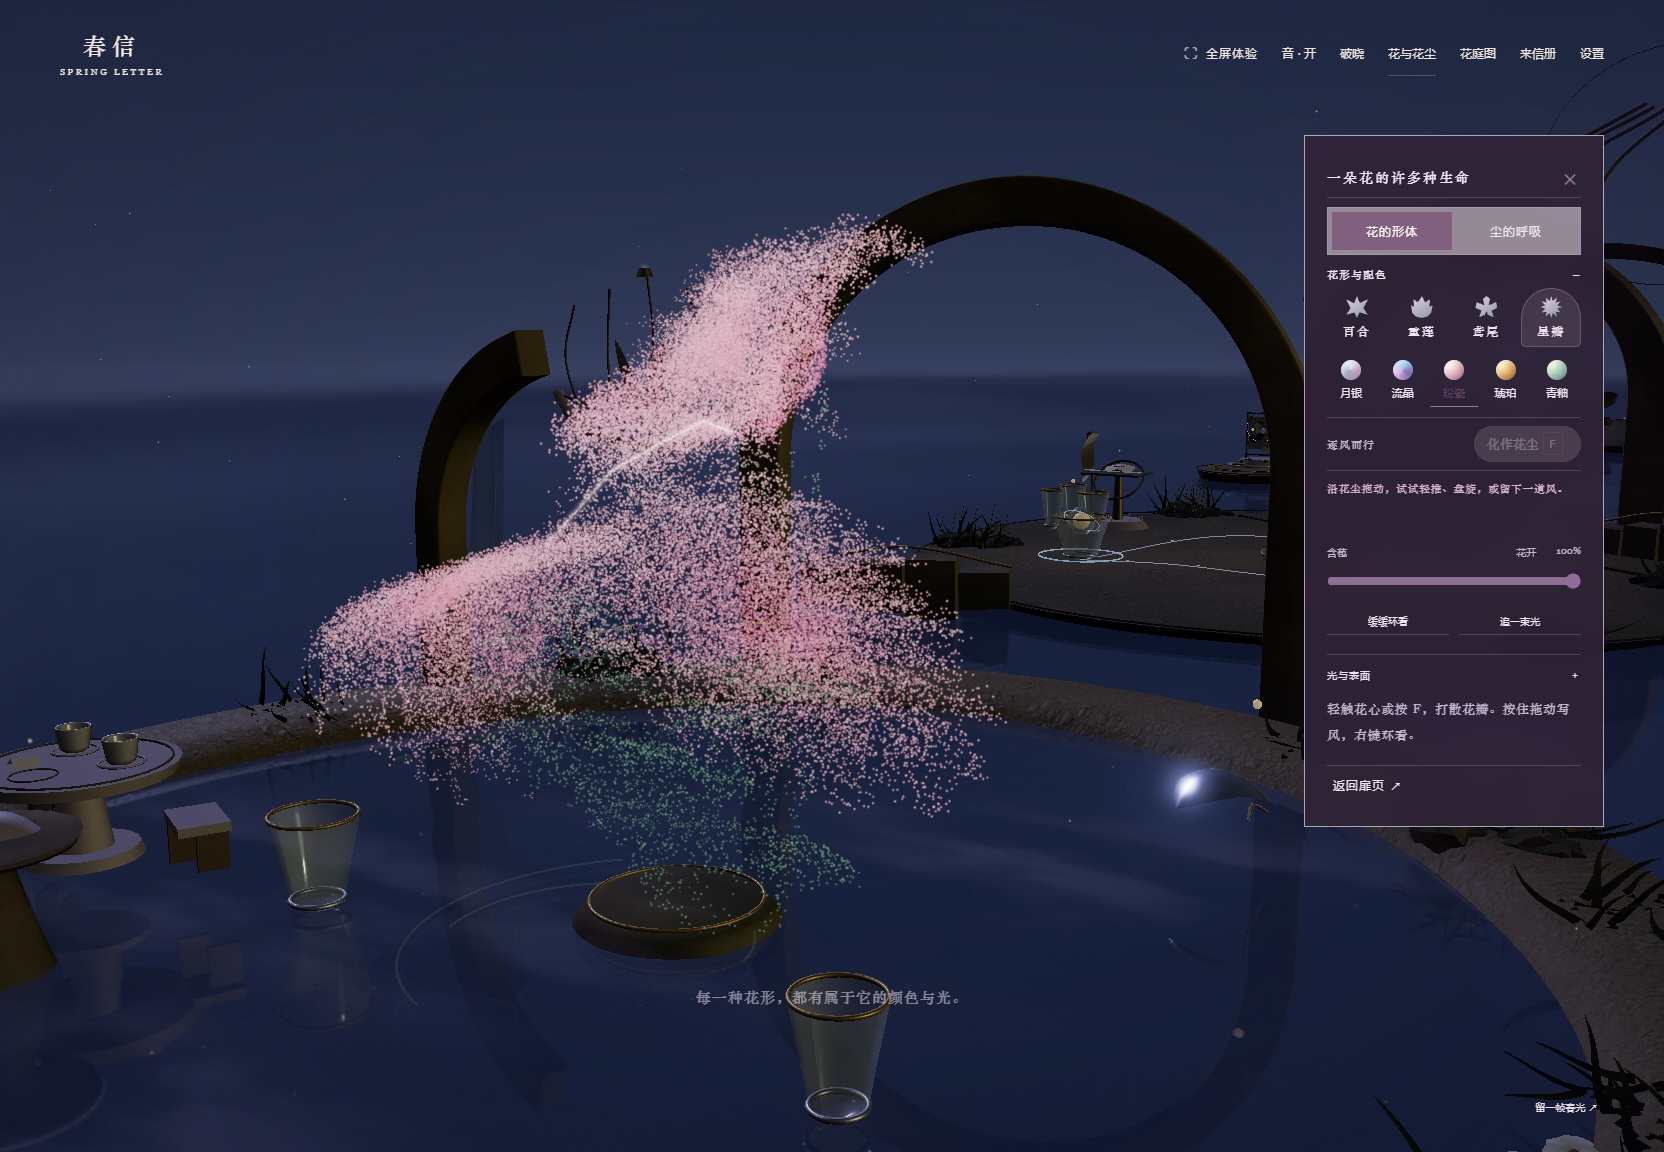 春信
SPRING LETTER
全屏体验 音·开 破晓 花与花尘 花庭图 来信册 设置
一朵花的许多种生命
花的形体 尘的呼吸
花形与配色
百合 重莲 鸢尾 星瓣
月银 流晶 粉瓷 琥珀 青釉
逐风而行 化作花尘 F
沿花尘拖动，试试轻推、盘旋，或留下一道风。
含苞 花开 100%
缓缓环看 追一束光
光与表面 +
轻触花心或按 F，打散花瓣。按住拖动写
风，右键环看。
返回扉页 ↗
每一种花形，都有属于它的颜色与光。
留一帧春光 ↗